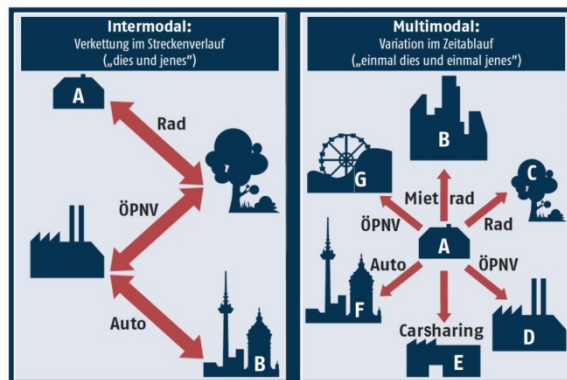 Intermodal:
Verkettung im Streckenverlauf
(„dies und jenes")
A
Rad
ÖPNV
Auto
B
Multimodal:
Variation im Zeitablauf
(„einmal dies und einmal jenes")
B
G
C
Mietrad
ÖPNV
A
Rad
Auto
ÖPNV
F
Carsharing
D
E